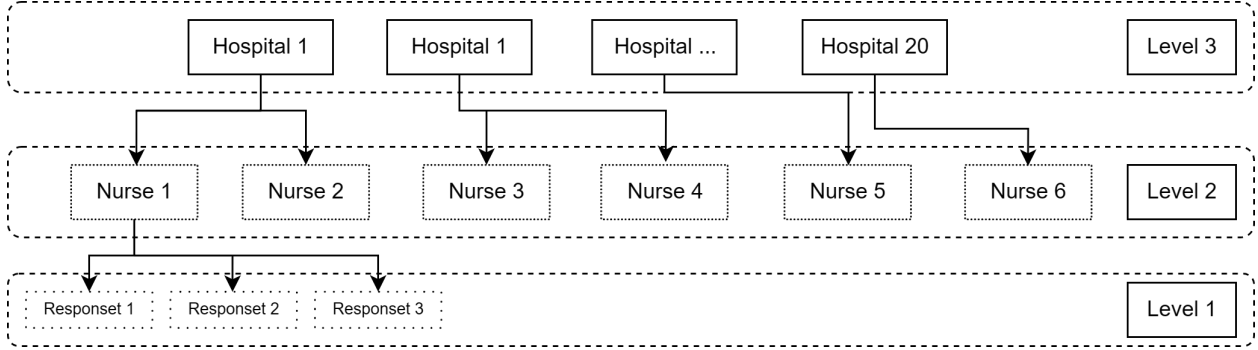 Hospital 1
Hospital 1
Hospital ...
Hospital 20
Level 3
Nurse 1
Nurse 2
Nurse 3
Nurse 4
Nurse 5
Nurse 6
Level 2
Responset 1
Responset 2
Responset 3
Level 1